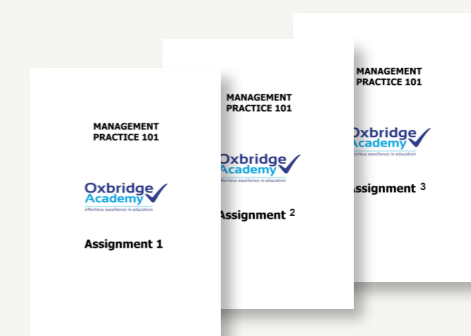 MANAGEMENT
PRACTICE 101
Oxbridge
Academy
effortless excellence in education
Assignment 1
MANAGEMENT
PRACTICE 101
Oxbridge
Academy
effortless excellence in education
Assignment 2
MANAGEMENT
PRACTICE 101
Oxbridge
Academy
excellence in education
Assignment 3